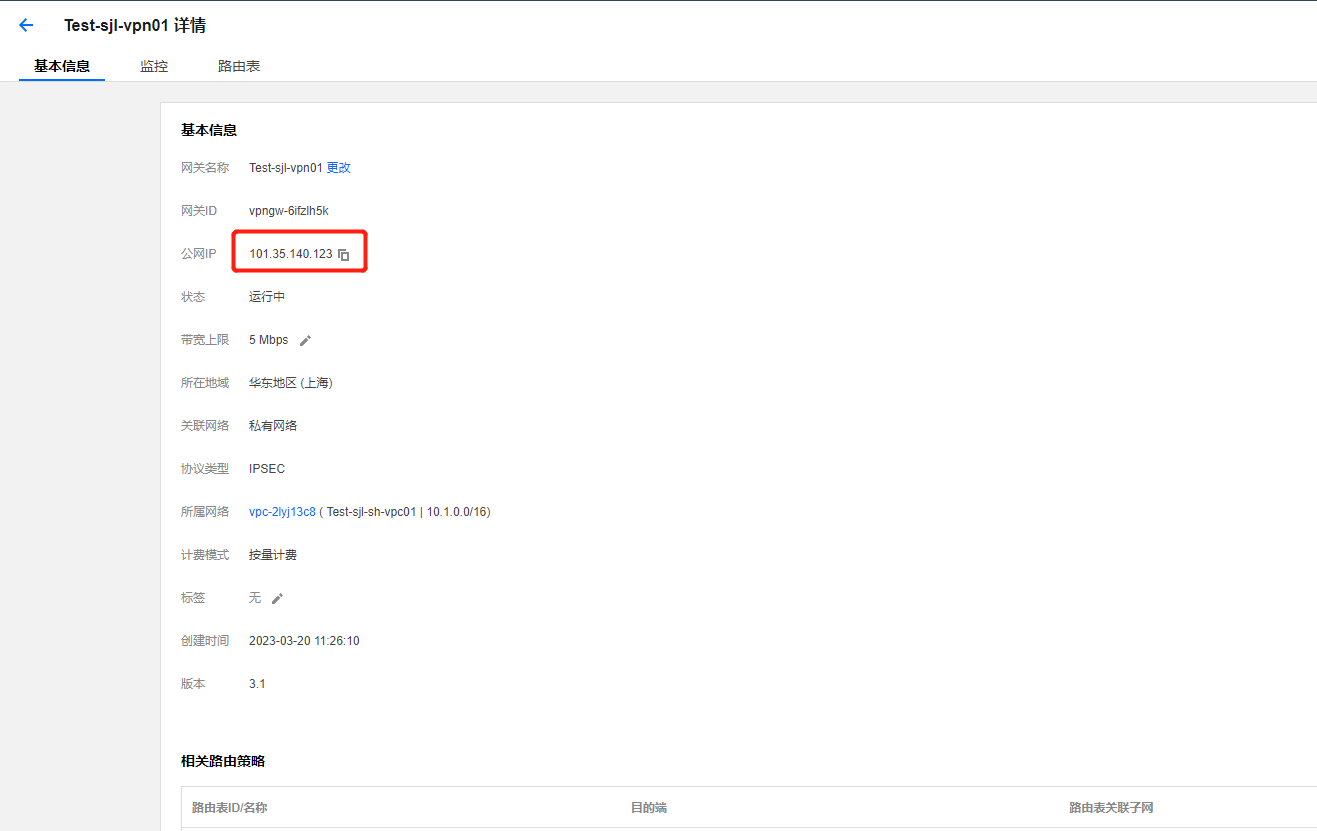 Test-sjl-vpn01 详情
基本信息 监控 路由表
基本信息
网关名称 Test-sjl-vpn01 更改
网关ID vpngw-6ifzlh5k
公网IP 101.35.140.123
状态 运行中
带宽上限 5 Mbps
所在地域 华东地区 (上海)
关联网络 私有网络
协议类型 IPSEC
所属网络 vpc-2lyj13c8 ( Test-sjl-sh-vpc01 | 10.1.0.0/16)
计费模式 按量计费
标签 无
创建时间 2023-03-20 11:26:10
版本 3.1
相关路由策略
路由表ID/名称 目的端 路由表关联子网